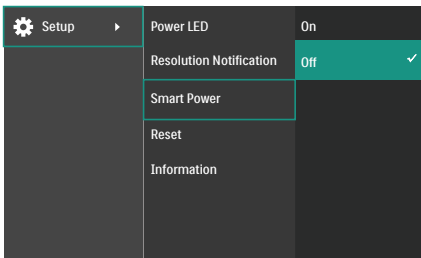 Setup
Power LED
Resolution Notification
Smart Power
Reset
Information
On
Off